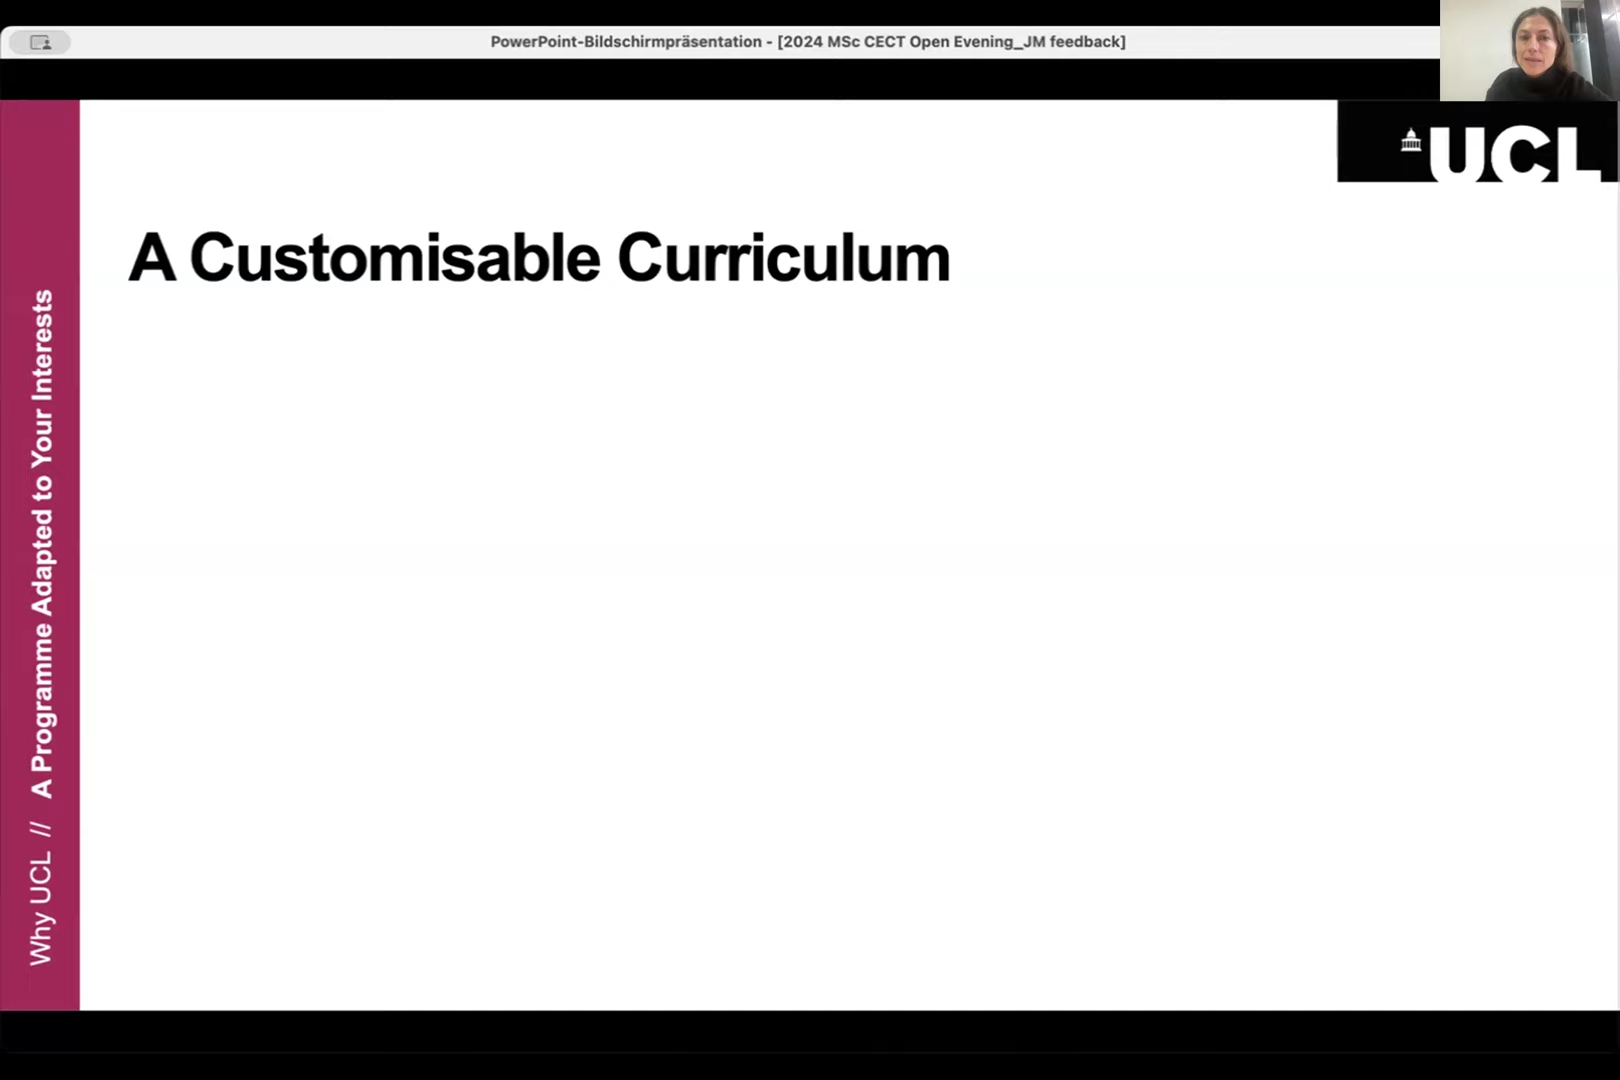 PowerPoint-Bildschirmpräsentation - [2024 MSc CECT Open Evening_JM feedback]
UCL
A Customisable Curriculum
Why UCL // A Programme Adapted to Your Interests